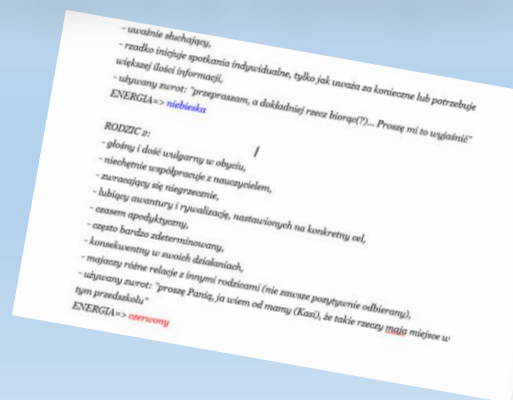 - uważnie słuchający,
- rzadko inicjuje spotkania indywidualne, tylko jak uważa za konieczne lub potrzebuje
większej ilości informacji,
- używany zwrot: "przepraszam, a dokładniej rzecz biorąc(?)... Proszę mi to wyjaśnić"
ENERGIA=> niebieska
RODZIC 2:
- głośny i dość wulgarny w obyciu,
- niechętnie współpracuje z nauczycielem,
- zwracający się niegrzecznie,
- lubiący awantury i rywalizację, nastawionych na konkretny cel,
- czasem apodyktyczny,
- często bardzo zdeterminowany,
- konsekwentny w swoich działaniach,
- majaczy różne relacje z innymi rodzicami (nie zawsze pozytywnie odbierany),
- używany zwrot: "proszę Panią, ja wiem od mamy (Kasi), że takie rzeczy mają miejsce w
tym przedszkolu"
ENERGIA=> czerwony